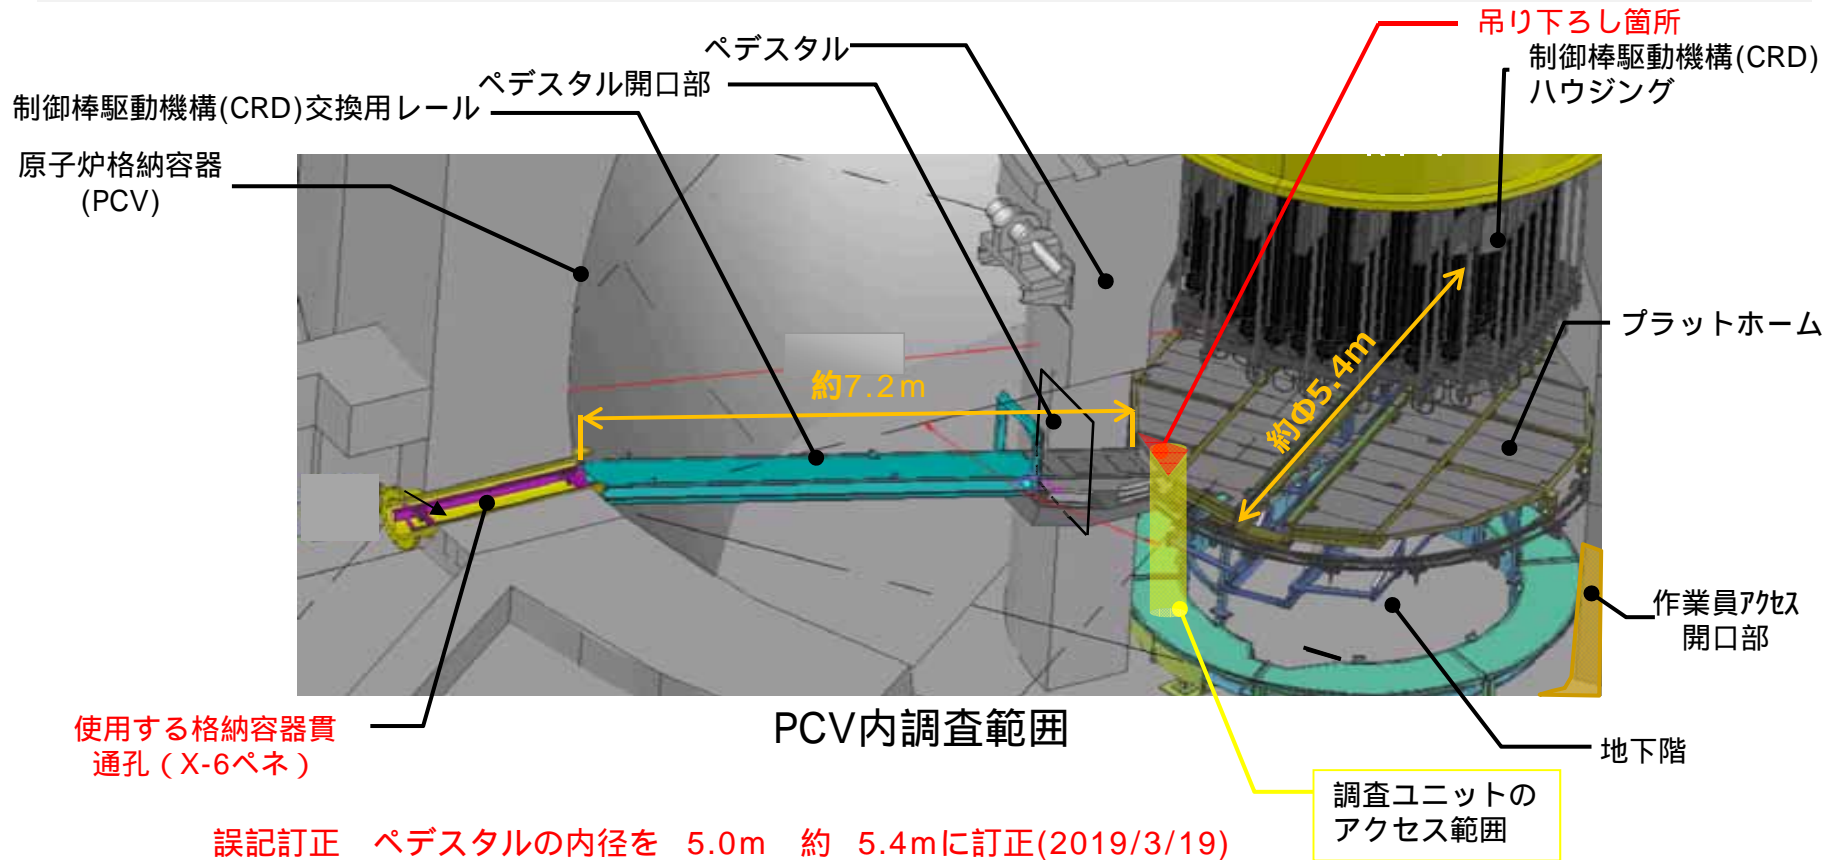 吊り下ろし箇所
ペデスタル
制御棒駆動機構(CRD)
ハウジング
ペデスタル開口部
制御棒駆動機構(CRD)交換用レール
原子炉格納容器
(PCV)
プラットホーム
約7.2m
約Φ5.4m
作業員アクセス
開口部
使用する格納容器貫
通孔(X-6ペネ)
PCV内調査範囲
地下階
調査ユニットの
アクセス範囲
誤記訂正 ペデスタルの内径を 5.0m 約 5.4mに訂正(2019/3/19)